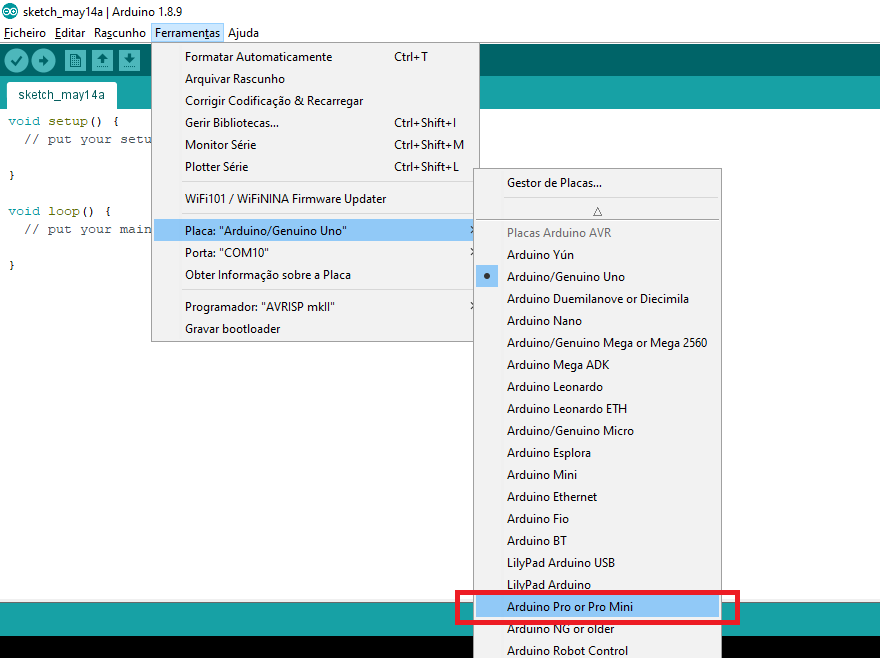 sketch_may14a | Arduino 1.8.9
Ficheiro Editar Rascunho Ferramentas Ajuda
sketch_may14a
void setup() {
// put your setu
}
void loop() {
// put your main
}
Formatar Automaticamente Ctrl+T
Arquivar Rascunho
Corrigir Codificação & Recarregar
Gerir Bibliotecas... Ctrl+Shift+I
Monitor Série Ctrl+Shift+M
Plotter Série Ctrl+Shift+L
WiFi101 / WiFiNINA Firmware Updater
Placa: "Arduino/Genuino Uno"
Porta: "COM10"
Obter Informação sobre a Placa
Programador: "AVRISP mkII"
Gravar bootloader
Gestor de Placas...
Placas Arduino AVR
Arduino Yún
Arduino/Genuino Uno
Arduino Duemilanove or Diecimila
Arduino Nano
Arduino/Genuino Mega or Mega 2560
Arduino Mega ADK
Arduino Leonardo
Arduino Leonardo ETH
Arduino/Genuino Micro
Arduino Esplora
Arduino Mini
Arduino Ethernet
Arduino Fio
Arduino BT
LilyPad Arduino USB
LilyPad Arduino
Arduino Pro or Pro Mini
Arduino NG or older
Arduino Robot Control